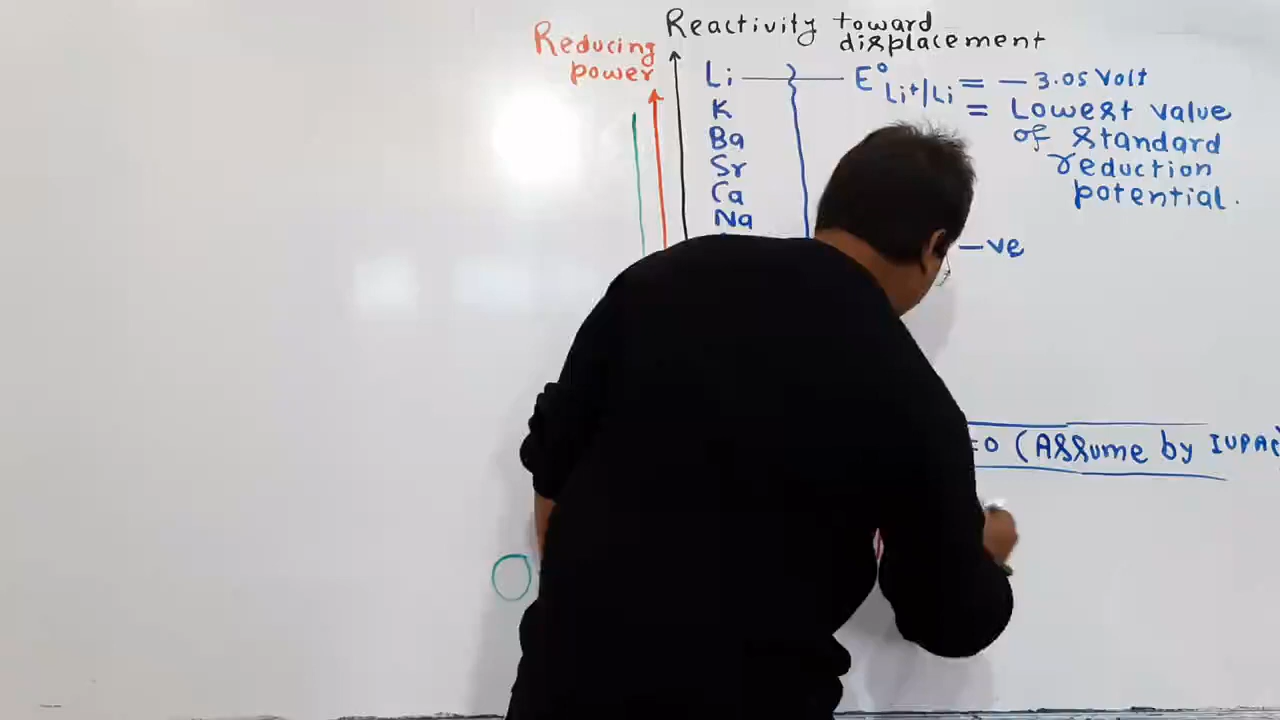 Reactivity toward
displacement
Reducing
power
Li
E°Li+/Li = - 3.05 Volt
= Lowest value
of standard
reduction
potential.
K
Ba
Sr
Ca
Na
-ve
=0 (Assume by IUPAC